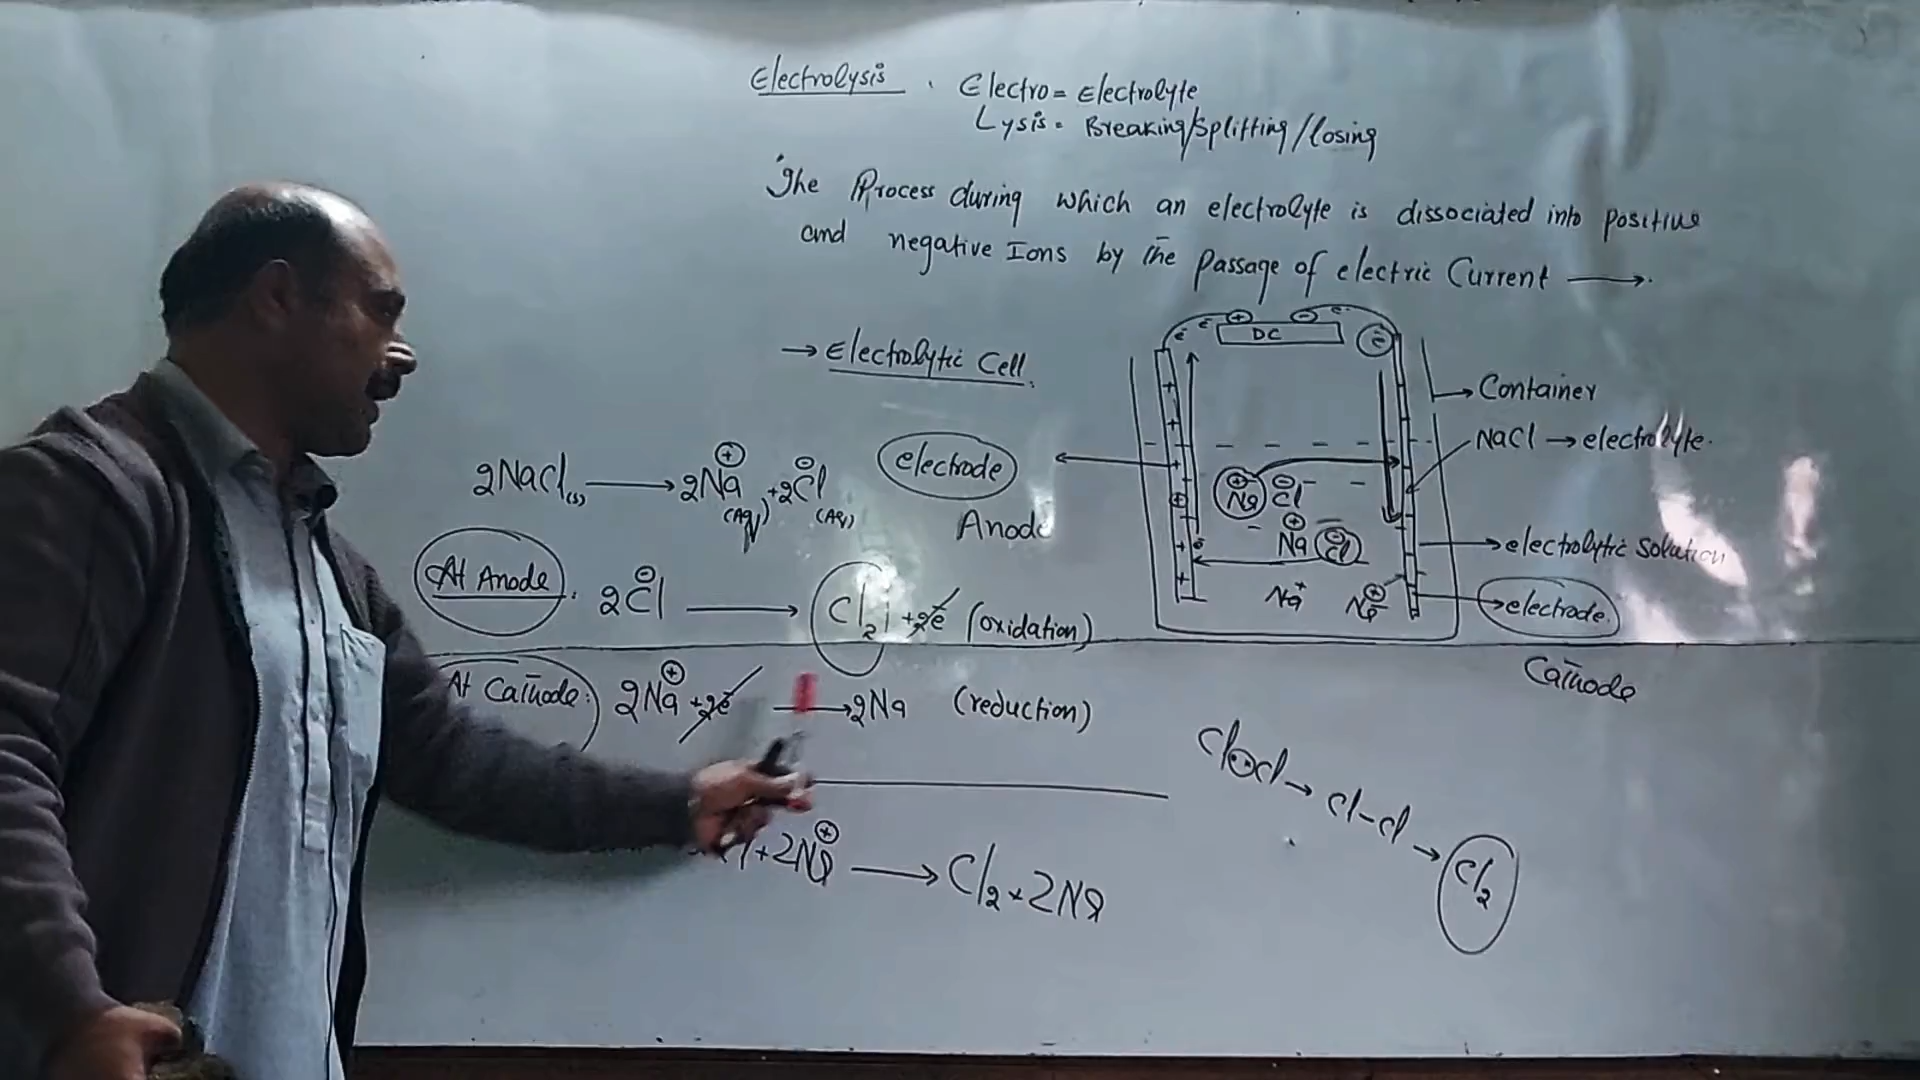 Electrolysis . Electro = Electrolyte
Lysis = Breaking/Splitting/Losing
The Process during which an electrolyte is dissociated into positive
and negative Ions by the passage of electric Current ⟶.
→ Electrolytic Cell.
e⁻ e⁻ + DC - e⁻ e⁻
Container
NaCl → electrolyte.
2NaCl(s) ⟶ 2Na⊕(Aq) + 2Cl⊖(Aq)
electrode
Anode
Na⊕ Cl⊖
Na⊕ Cl⊖
Na⁺ Na⊕
electrolytic Solution
electrode
Cathode
At Anode: 2Cl⊖ ⟶ Cl₂ + 2e⁻ (oxidation)
At Cathode: 2Na⊕ + 2e⁻ ⟶ 2Na (reduction)
+ 2Na⊕ ⟶ Cl₂ + 2Na
Cl:Cl → Cl-Cl → Cl₂